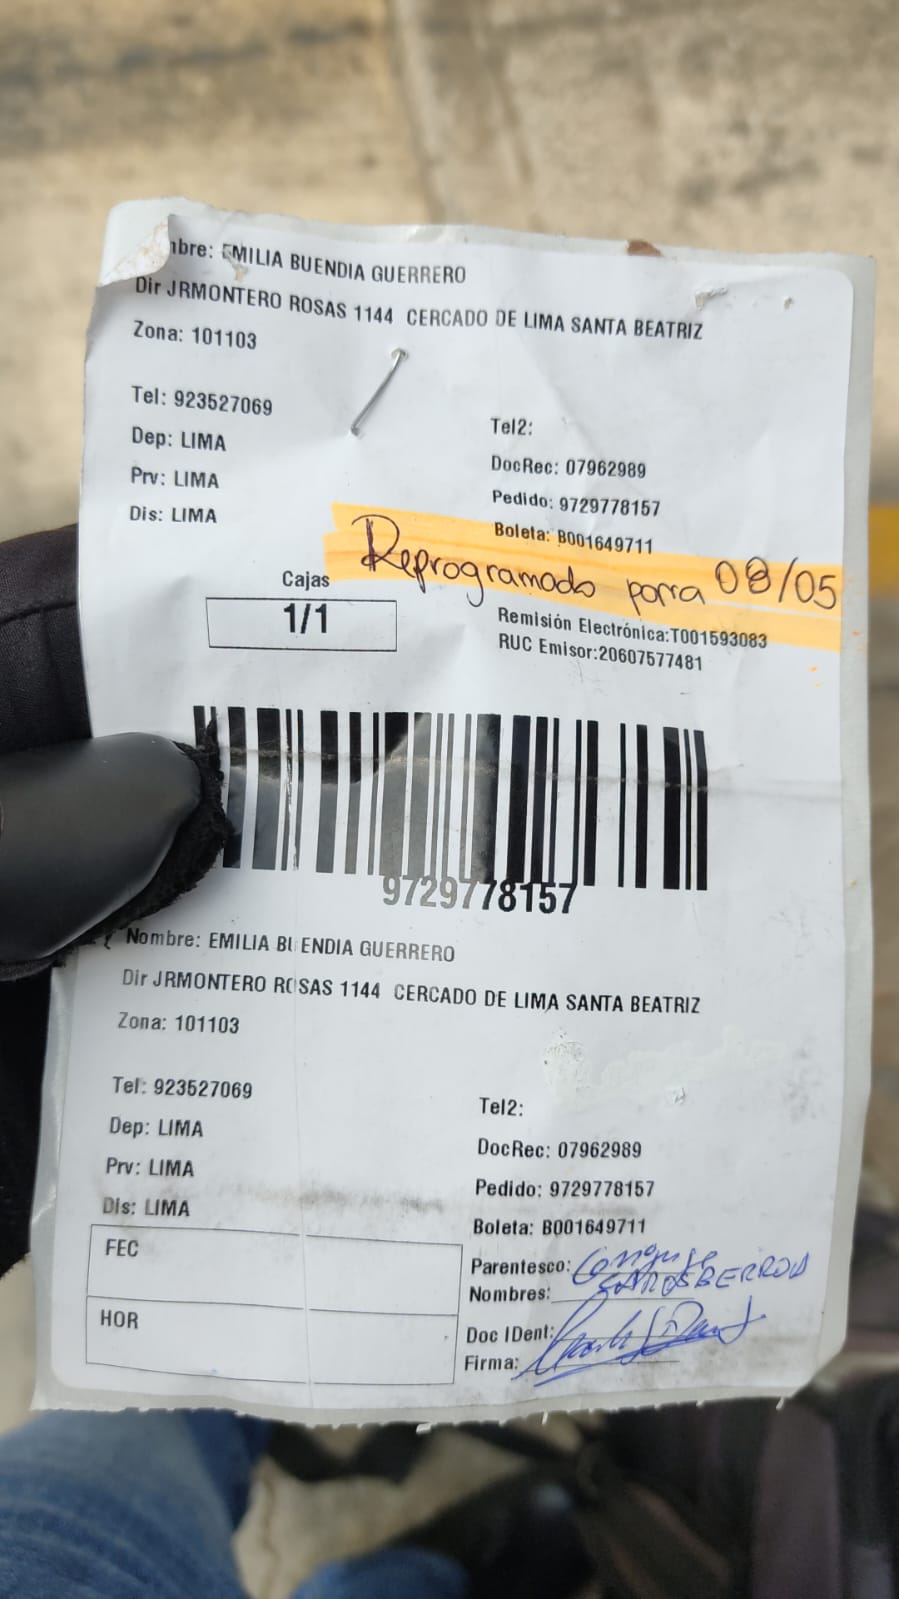 mbre: EMILIA BUENDIA GUERRERO
Dir JRMONTERO ROSAS 1144 CERCADO DE LIMA SANTA BEATRIZ
Zona: 101103
Tel: 923527069
Dep: LIMA
Prv: LIMA
Dis: LIMA
Tel2:
DocRec: 07962989
Pedido: 9729778157
Boleta: B001649711
Reprogramado para 08/05
Cajas
1/1
Remisión Electrónica:T001593083
RUC Emisor:20607577481
9729778157
Nombre: EMILIA BUENDIA GUERRERO
Dir JRMONTERO ROSAS 1144 CERCADO DE LIMA SANTA BEATRIZ
Zona: 101103
Tel: 923527069
Dep: LIMA
Prv: LIMA
Dis: LIMA
Tel2:
DocRec: 07962989
Pedido: 9729778157
Boleta: B001649711
FEC
HOR
Parentesco: Conyuge
Nombres:
Doc IDent:
Firma: